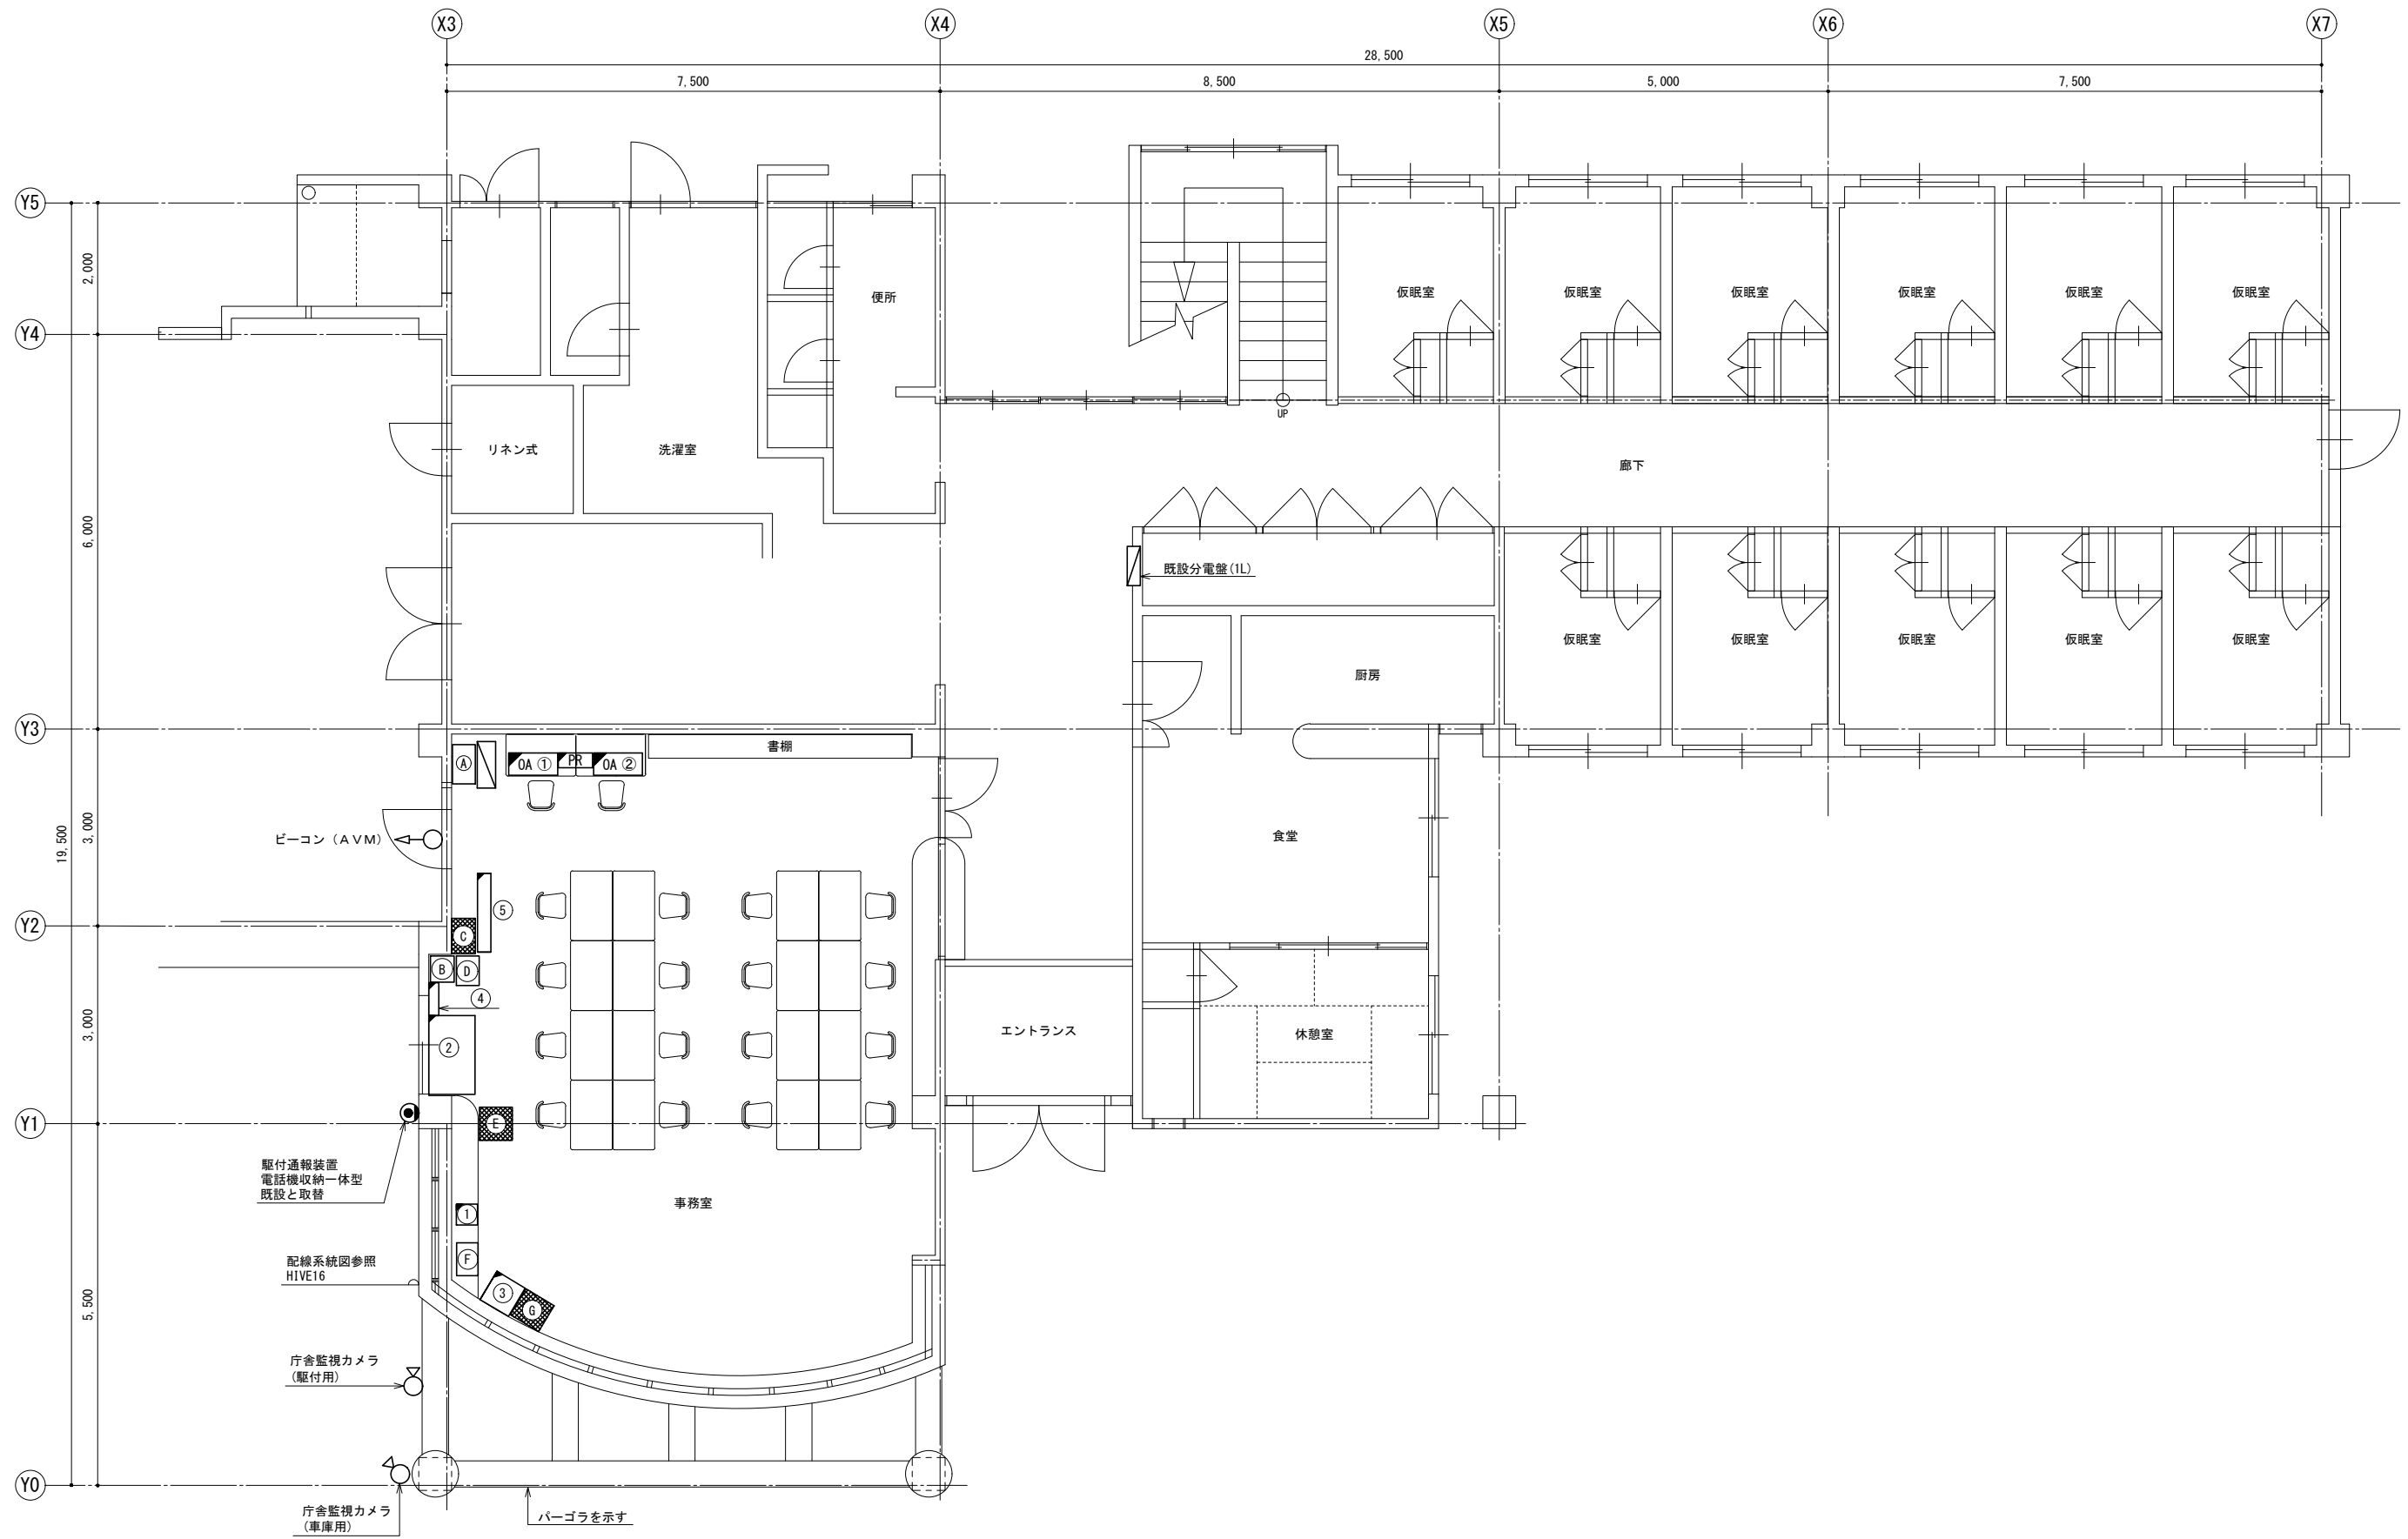 X3
X4
X5
X6
X7
28,500
7,500
8,500
5,000
7,500
Y5
2,000
便所
仮眠室
仮眠室
仮眠室
仮眠室
仮眠室
仮眠室
Y4
UP
リネン式
洗濯室
廊下
6,000
既設分電盤(1L)
仮眠室
仮眠室
仮眠室
仮眠室
仮眠室
厨房
Y3
書棚
A
OA ①
PR
OA ②
ビーコン（ＡＶＭ）
3,000
19,500
食堂
⑤
Y2
C
B
D
④
3,000
エントランス
休憩室
②
Y1
E
駆付通報装置
電話機収納一体型
既設と取替
事務室
①
F
配線系統図参照
HIVE16
③
G
5,500
庁舎監視カメラ
(駆付用)
Y0
庁舎監視カメラ
(車庫用)
パーゴラを示す